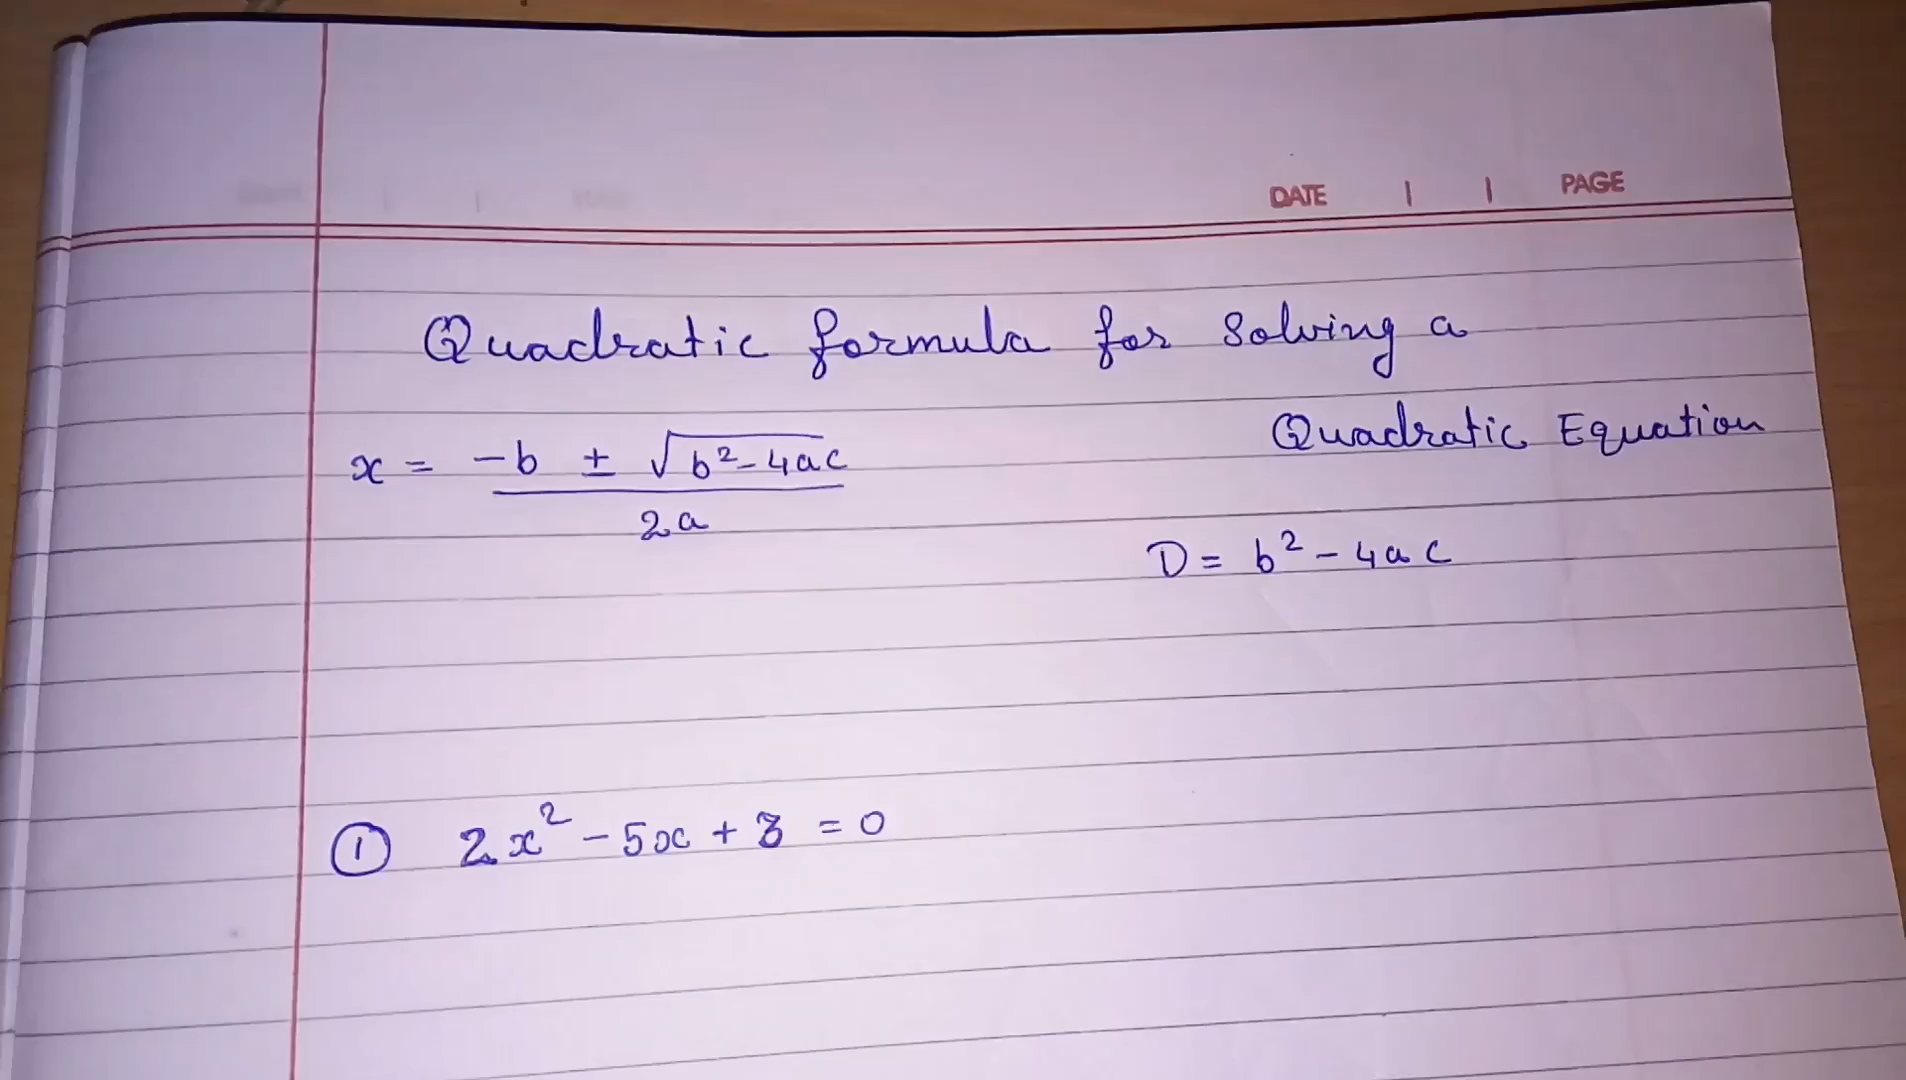 DATE | | PAGE
Quadratic formula for Solving a
Quadratic Equation
x = -b ± √b²-4ac
2a
D = b² - 4ac
① 2x² - 5x + 3 = 0